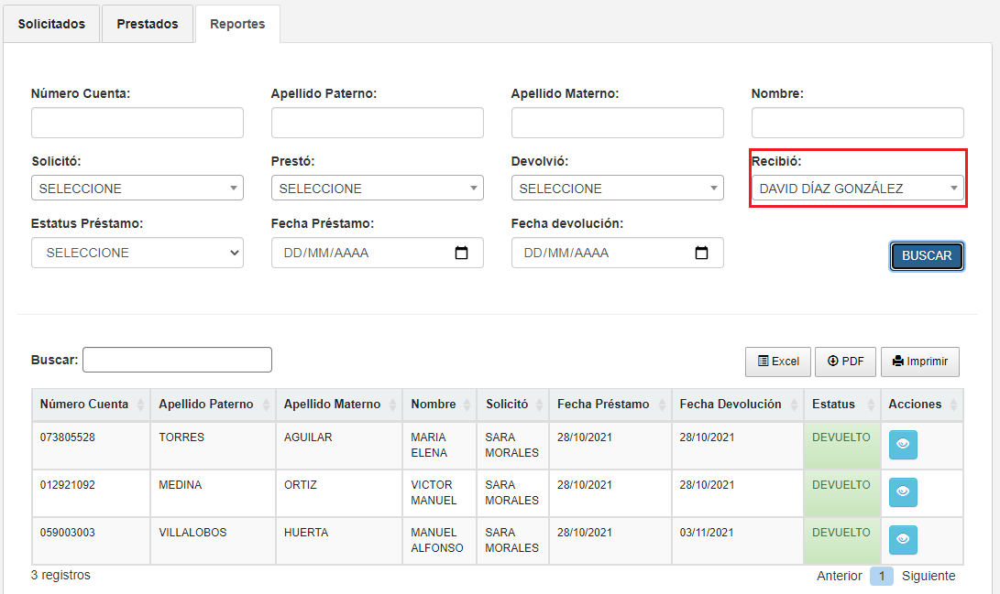 Solicitados Prestados Reportes
Número Cuenta: Apellido Paterno: Apellido Materno: Nombre:
Solicitó: Prestó: Devolvió: Recibió:
SELECCIONE SELECCIONE SELECCIONE DAVID DÍAZ GONZÁLEZ
Estatus Préstamo: Fecha Préstamo: Fecha devolución:
SELECCIONE DD/MM/AAAA DD/MM/AAAA BUSCAR
Buscar: Excel PDF Imprimir
Número Cuenta Apellido Paterno Apellido Materno Nombre Solicitó Fecha Préstamo Fecha Devolución Estatus Acciones
073805528 TORRES AGUILAR MARIA SARA 28/10/2021 28/10/2021 DEVUELTO
ELENA MORALES
012921092 MEDINA ORTIZ VICTOR SARA 28/10/2021 28/10/2021 DEVUELTO
MANUEL MORALES
059003003 VILLALOBOS HUERTA MANUEL SARA 28/10/2021 03/11/2021 DEVUELTO
ALFONSO MORALES
3 registros Anterior 1 Siguiente